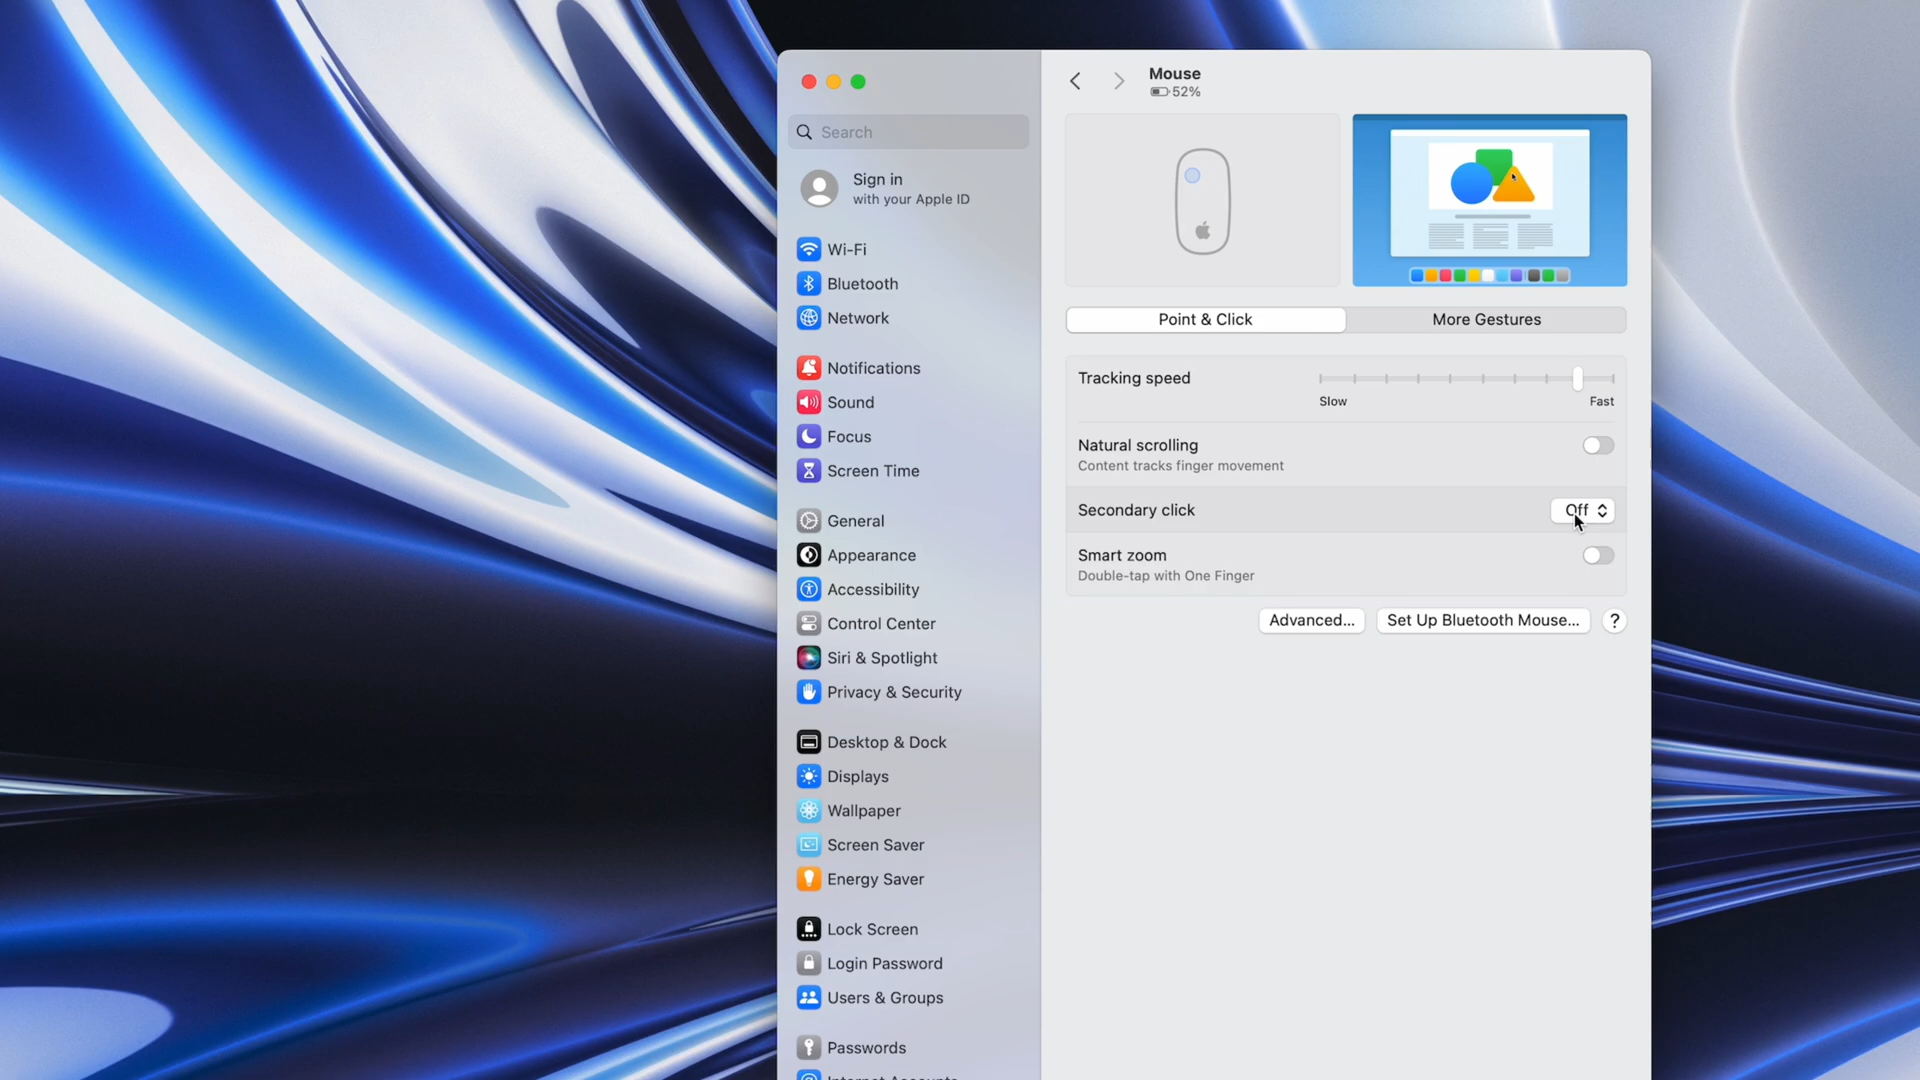 Search
Sign in
with your Apple ID
Wi-Fi
Bluetooth
Network
Notifications
Sound
Focus
Screen Time
General
Appearance
Accessibility
Control Center
Siri & Spotlight
Privacy & Security
Desktop & Dock
Displays
Wallpaper
Screen Saver
Energy Saver
Lock Screen
Login Password
Users & Groups
Passwords
Internet Accounts
Mouse
52%
Point & Click
More Gestures
Tracking speed
Slow
Fast
Natural scrolling
Content tracks finger movement
Secondary click
Off
Smart zoom
Double-tap with One Finger
Advanced...
Set Up Bluetooth Mouse...
?